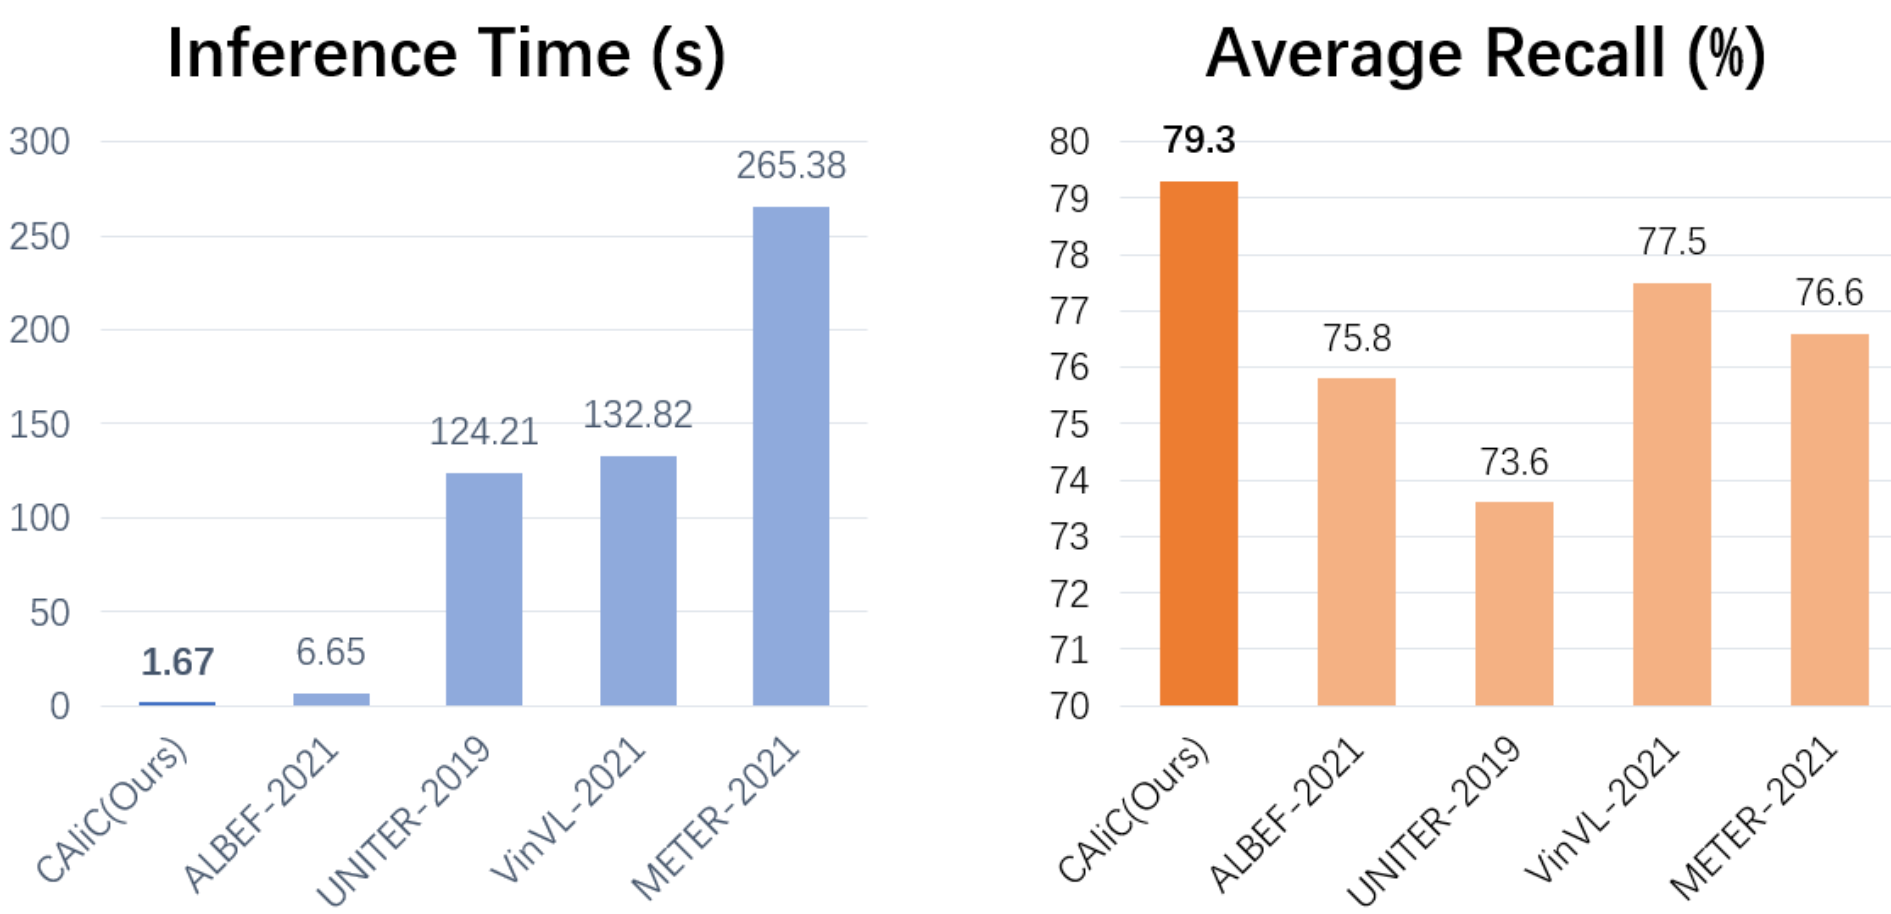 Inference Time (s)
300
250
200
150
100
50
0
1.67
6.65
124.21
132.82
265.38
CAliC(Ours)
ALBEF-2021
UNITER-2019
VinVL-2021
METER-2021
Average Recall (%)
80
79
78
77
76
75
74
73
72
71
70
79.3
75.8
73.6
77.5
76.6
CAliC(Ours)
ALBEF-2021
UNITER-2019
VinVL-2021
METER-2021